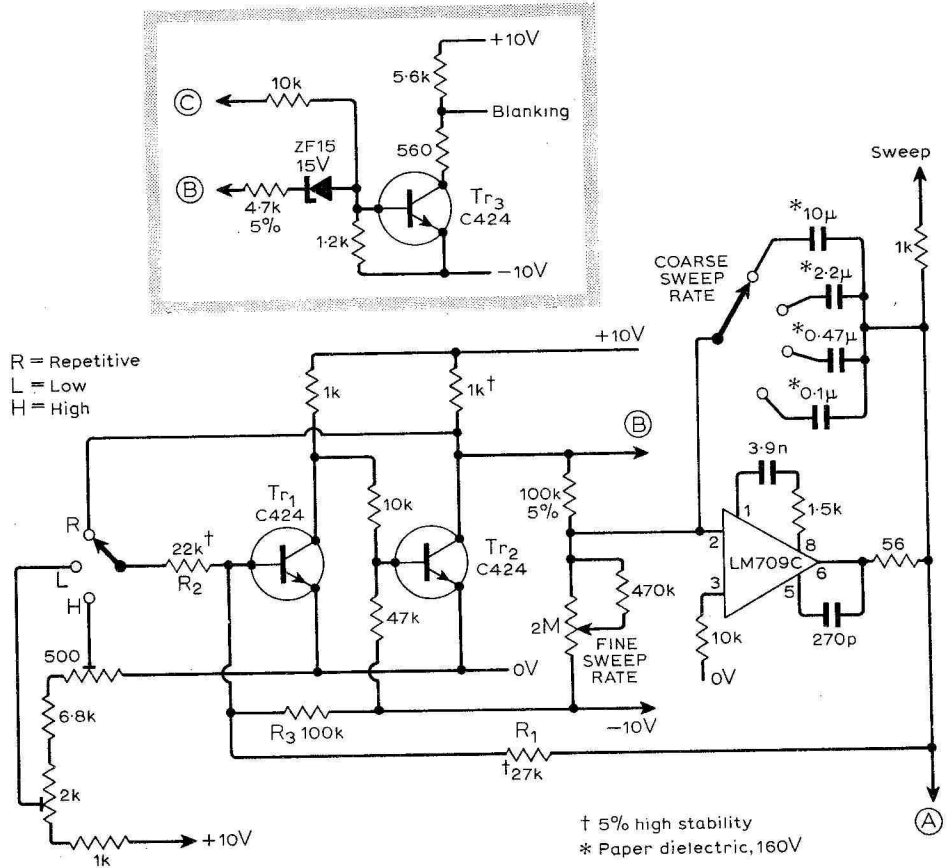 +10V
5·6k
10k
C
Blanking
ZF15
15V
560
B
Tr3
C424
4·7k
5%
1·2k
−10V
Sweep
*10µ
1k
COARSE
SWEEP
RATE
*2·2µ
*0·47µ
*0·1µ
+10V
R = Repetitive
L = Low
H = High
1k
1k†
B
3·9n
100k
5%
1·5k
Tr1
C424
10k
Tr2
C424
R
22k†
R2
L
H
1
2
8
LM709C
6
56
3
5
47k
470k
2M
FINE
SWEEP
RATE
10k
270p
0V
500
0V
6·8k
R3 100k
−10V
R1
†27k
2k
+10V
1k
A
† 5% high stability
* Paper dielectric, 160V